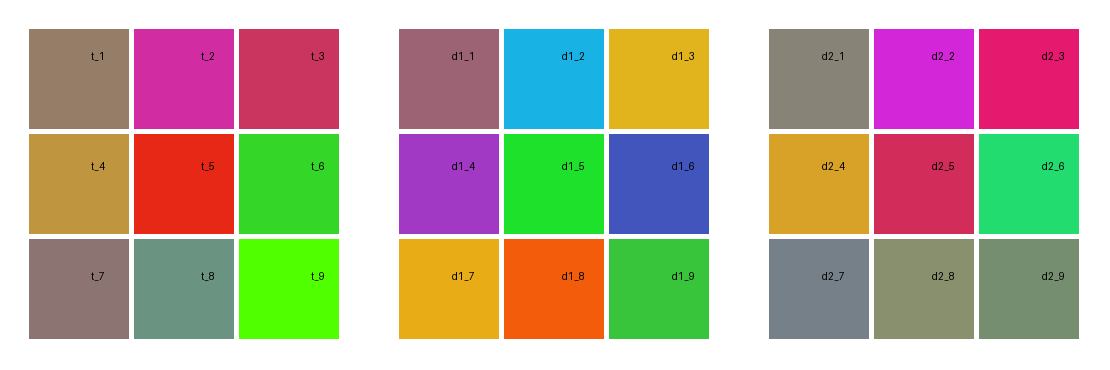 t_1 t_2 t_3 d1_1 d1_2 d1_3 d2_1 d2_2 d2_3
t_4 t_5 t_6 d1_4 d1_5 d1_6 d2_4 d2_5 d2_6
t_7 t_8 t_9 d1_7 d1_8 d1_9 d2_7 d2_8 d2_9